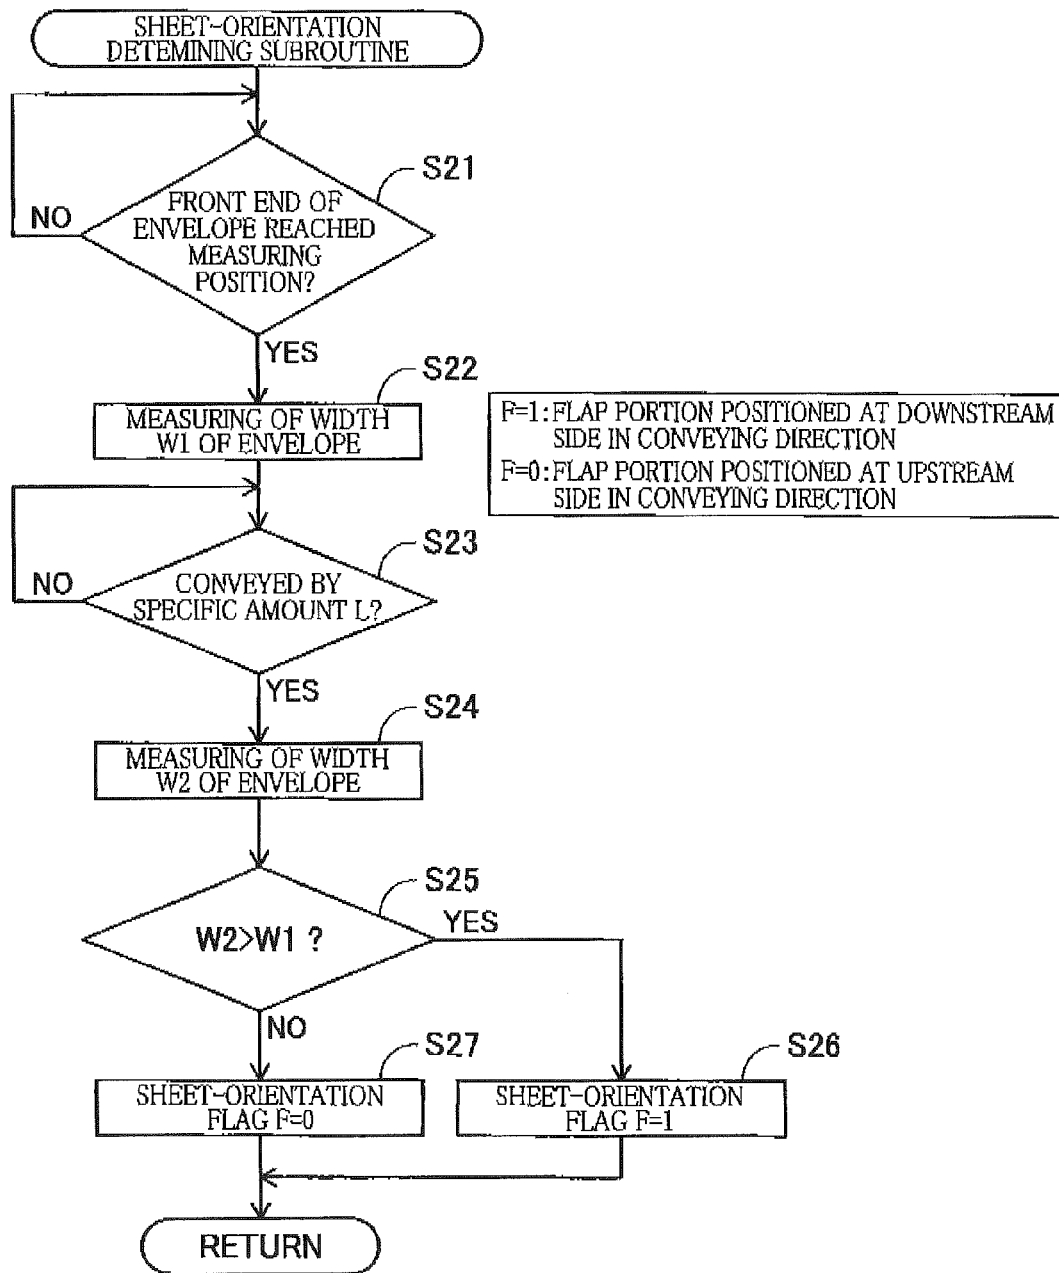 SHEET-ORIENTATION
DETEMINING SUBROUTINE
S21
FRONT END OF
ENVELOPE REACHED
MEASURING
POSITION?
NO
YES
S22
MEASURING OF WIDTH
W1 OF ENVELOPE
F=1:FLAP PORTION POSITIONED AT DOWNSTREAM
SIDE IN CONVEYING DIRECTION
F=0:FLAP PORTION POSITIONED AT UPSTREAM
SIDE IN CONVEYING DIRECTION
S23
CONVEYED BY
SPECIFIC AMOUNT L?
NO
YES
S24
MEASURING OF WIDTH
W2 OF ENVELOPE
S25
W2>W1 ?
YES
NO
S27
SHEET-ORIENTATION
FLAG F=0
S26
SHEET-ORIENTATION
FLAG F=1
RETURN